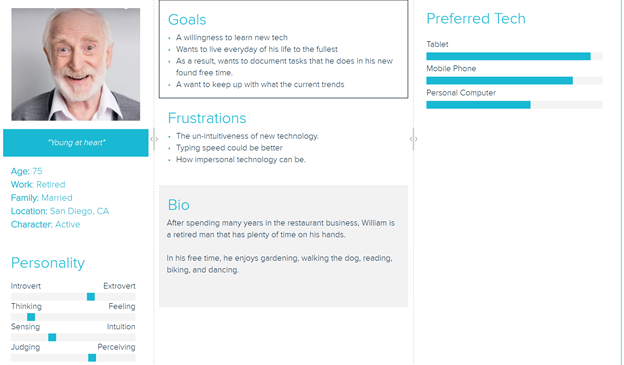 "Young at heart"
Age: 75
Work: Retired
Family: Married
Location: San Diego, CA
Character: Active
Personality
Introvert Extrovert
Thinking Feeling
Sensing Intuition
Judging Perceiving
Goals
A willingness to learn new tech
Wants to live everyday of his life to the fullest
As a result, wants to document tasks that he does in his new
found free time.
A want to keep up with what the current trends
Frustrations
The un-intuitiveness of new technology.
Typing speed could be better
How impersonal technology can be.
Bio
After spending many years in the restaurant business, William is
a retired man that has plenty of time on his hands.
In his free time, he enjoys gardening, walking the dog, reading,
biking, and dancing.
Preferred Tech
Tablet
Mobile Phone
Personal Computer